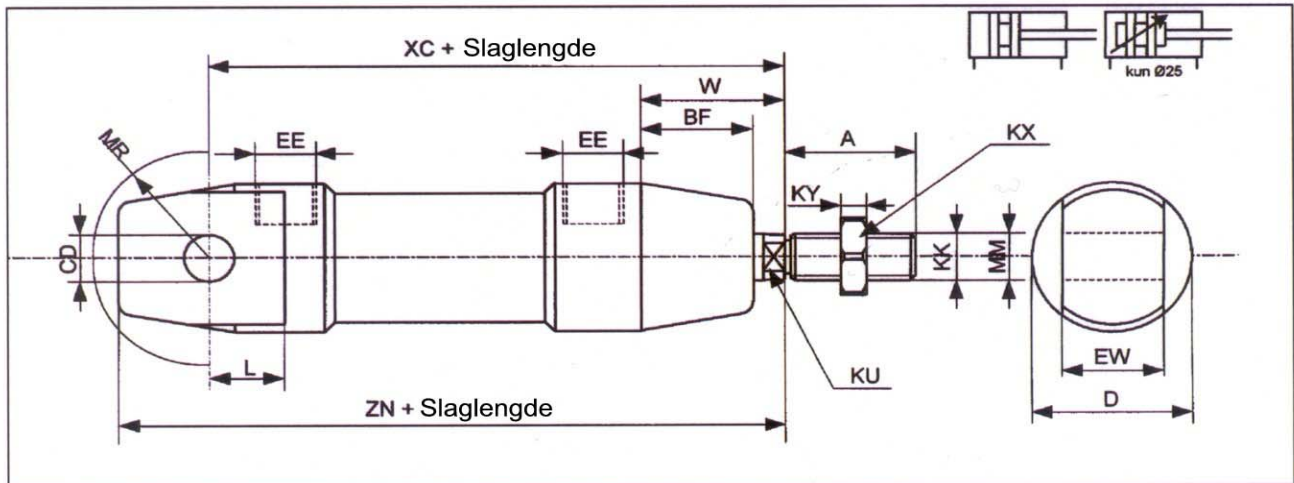 XC + Slaglengde
kun Ø25
W
BF
MR
EE
EE
A
KX
KY
CD
KK
MM
L
KU
EW
ZN + Slaglengde
D